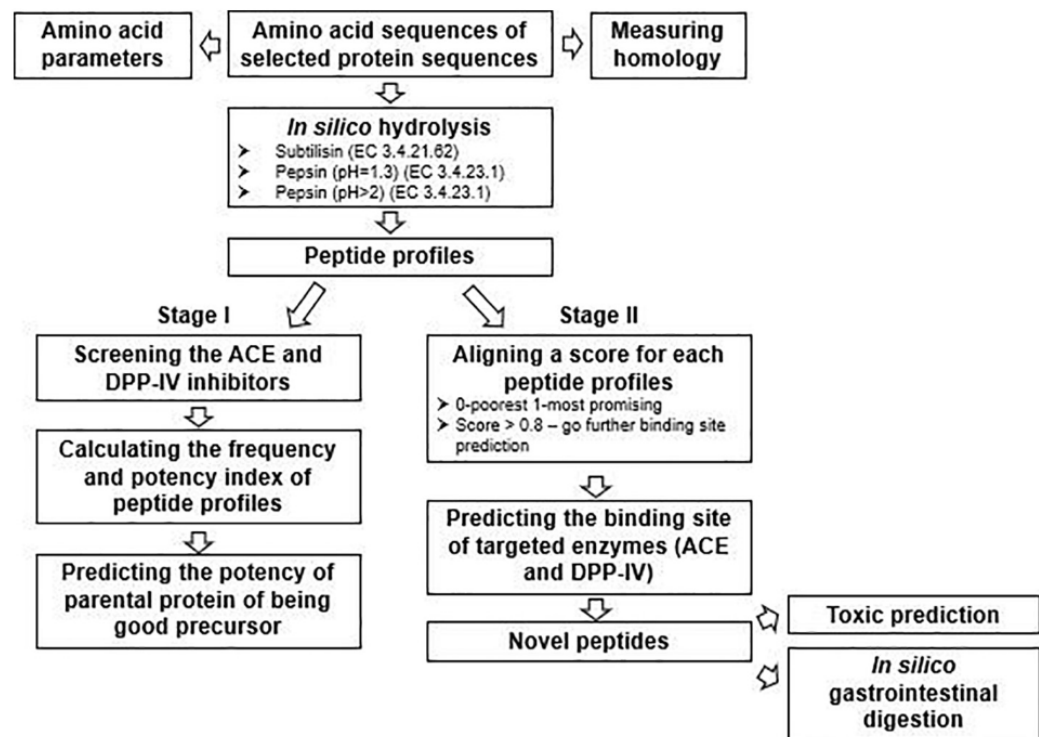 Amino acid
parameters
Amino acid sequences of
selected protein sequences
Measuring
homology
In silico hydrolysis
➤ Subtilisin (EC 3.4.21.62)
➤ Pepsin (pH=1.3) (EC 3.4.23.1)
➤ Pepsin (pH>2) (EC 3.4.23.1)
Peptide profiles
Stage I
Screening the ACE and
DPP-IV inhibitors
Calculating the frequency
and potency index of
peptide profiles
Predicting the potency of
parental protein of being
good precursor
Stage II
Aligning a score for each
peptide profiles
➤ 0-poorest 1-most promising
➤ Score > 0.8 – go further binding site
prediction
Predicting the binding site
of targeted enzymes (ACE
and DPP-IV)
Novel peptides
Toxic prediction
In silico
gastrointestinal
digestion